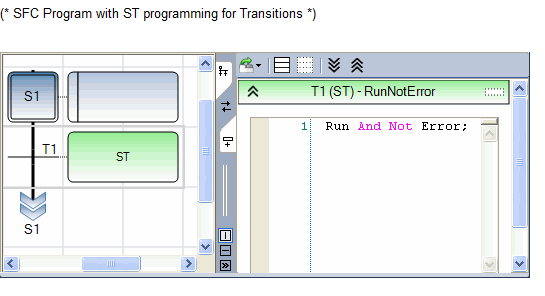 (* SFC Program with ST programming for Transitions *)
S1
T1
ST
S1
T1 (ST) - RunNotError
1 Run And Not Error;